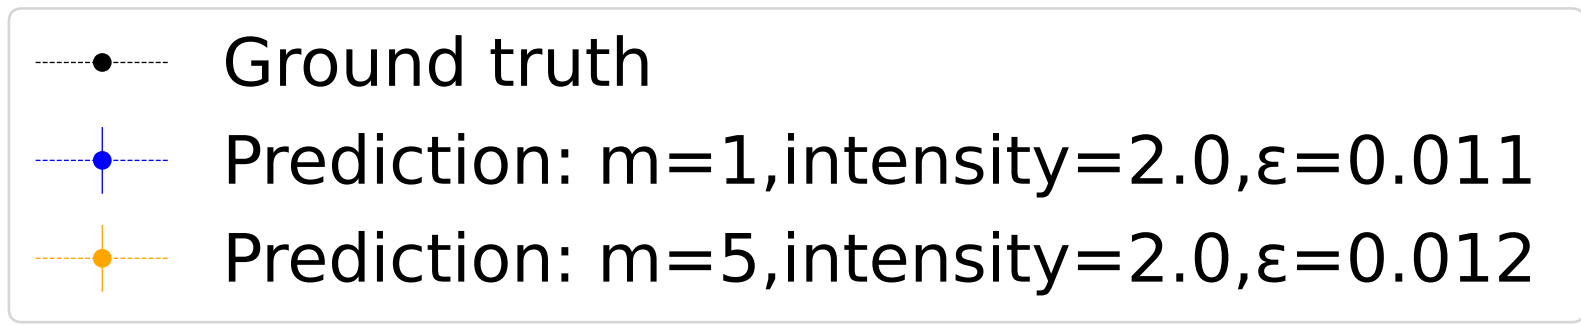 Ground truth
Prediction: m=1,intensity=2.0,ε=0.011
Prediction: m=5,intensity=2.0,ε=0.012